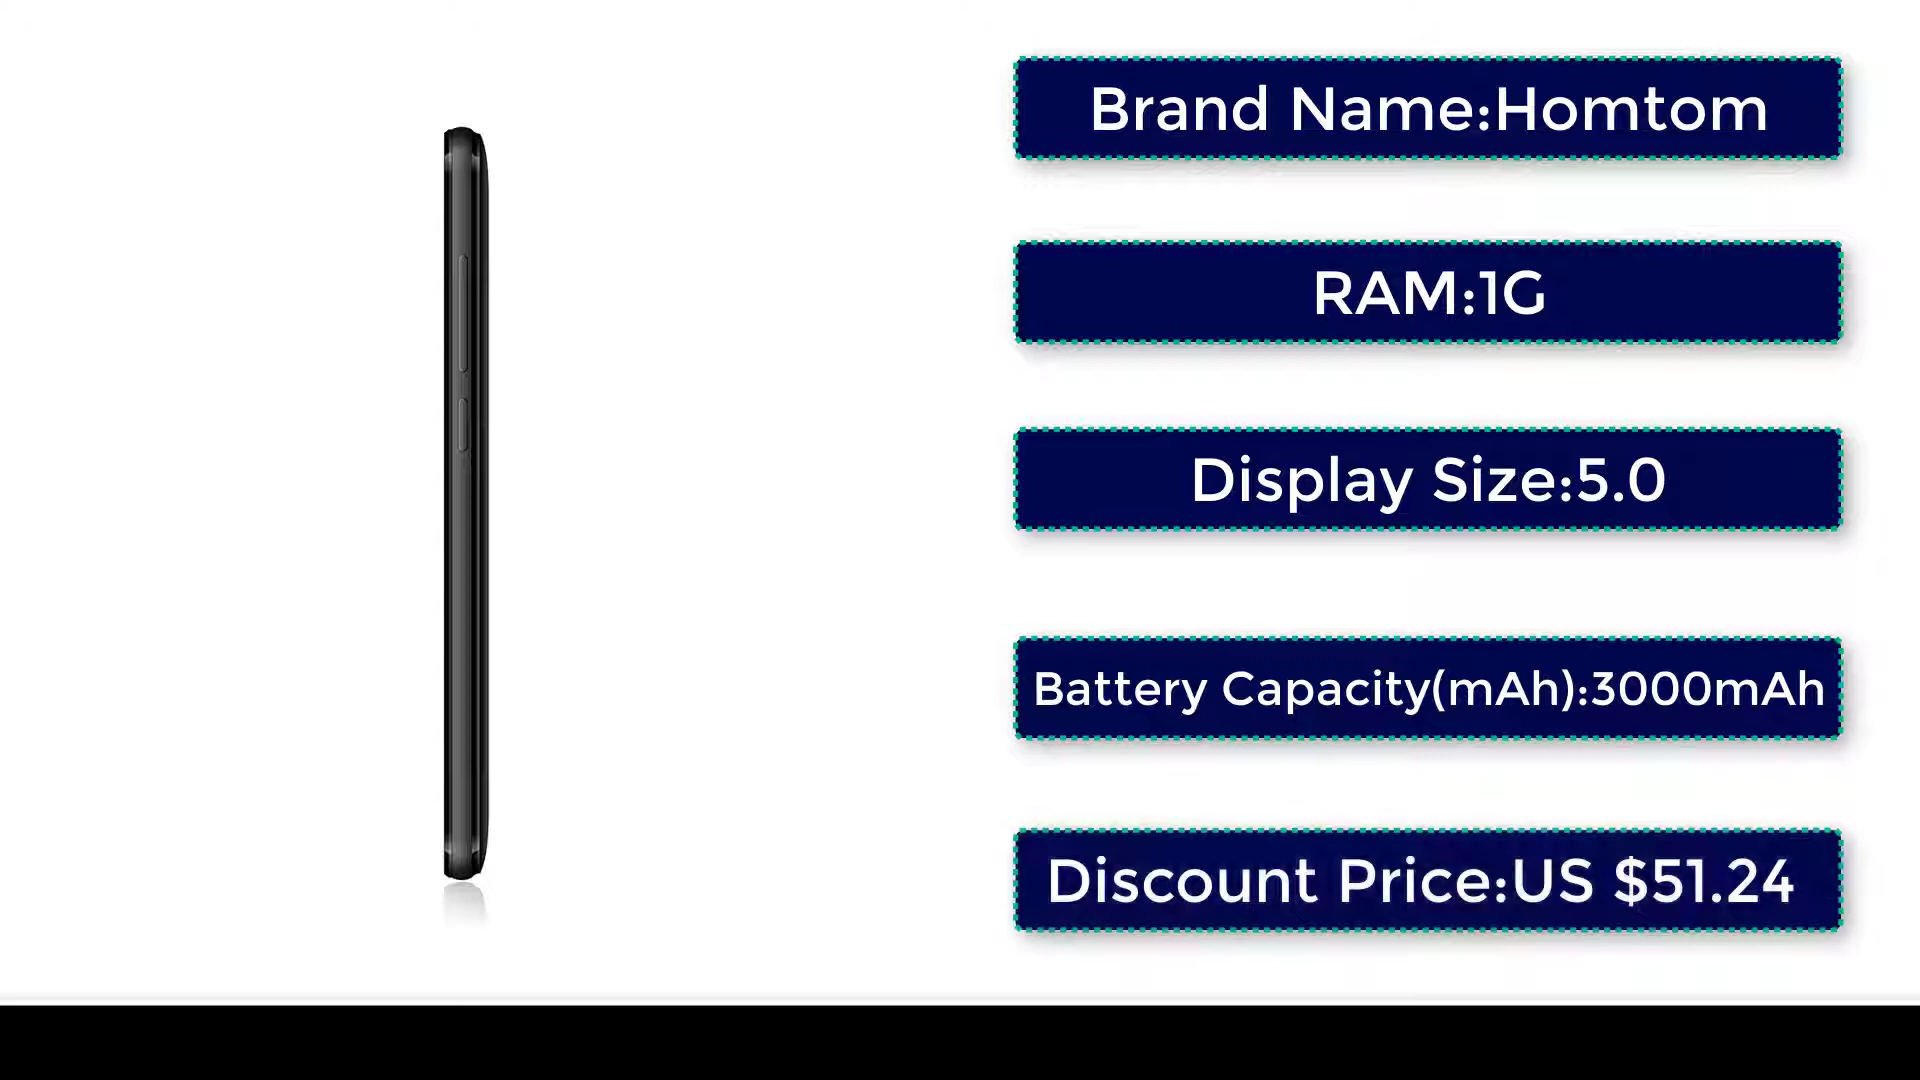 Brand Name:Homtom
RAM:1G
Display Size:5.0
Battery Capacity(mAh):3000mAh
Discount Price:US $51.24